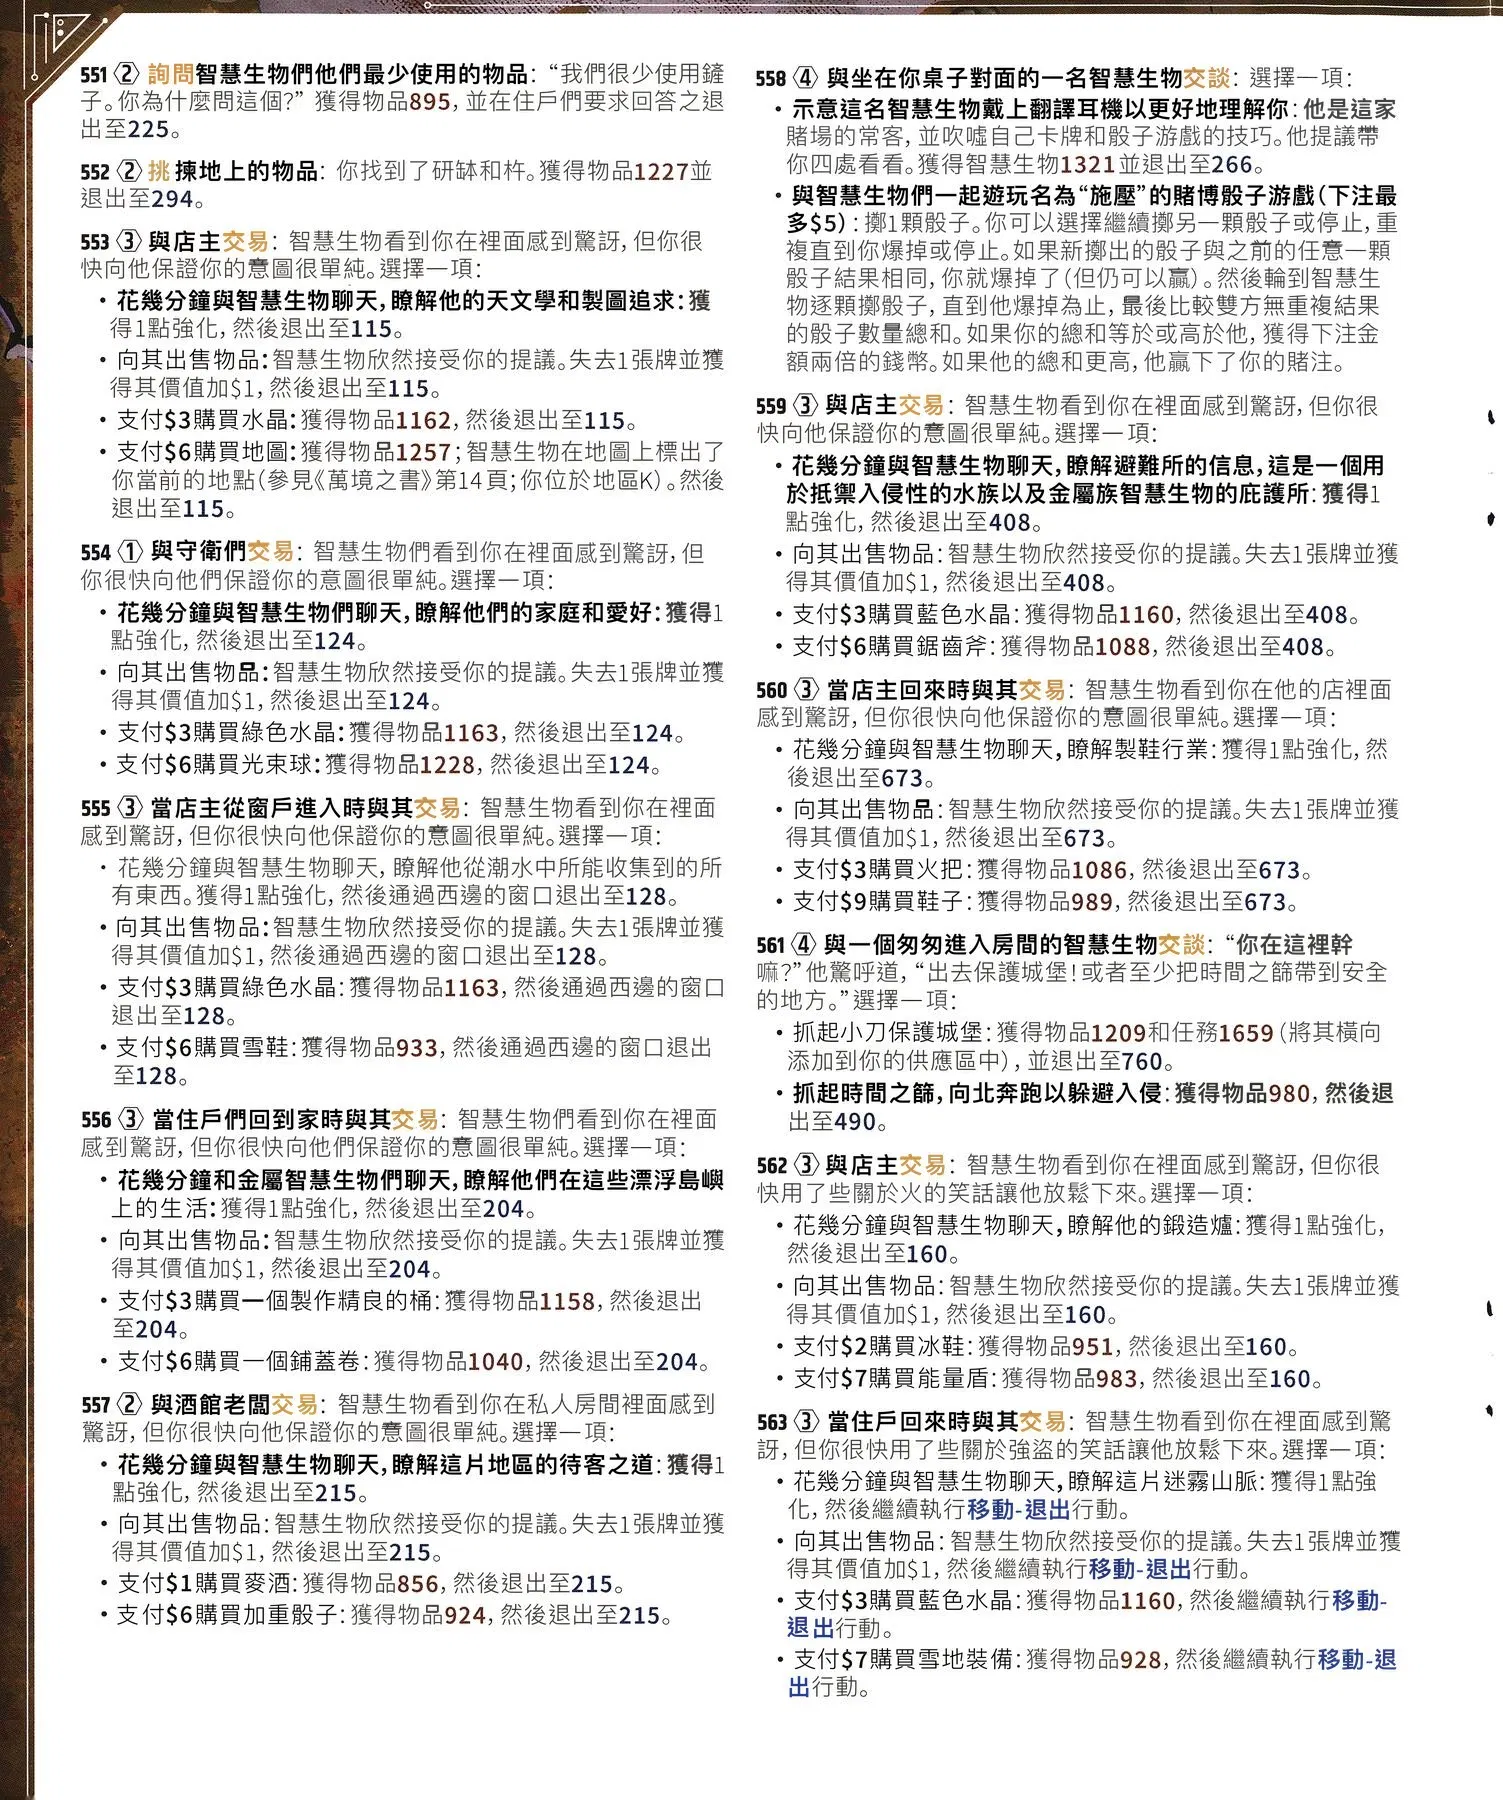 551 ② 詢問智慧生物們他們最少使用的物品：“我們很少使用鏟
子。你為什麼問這個？”獲得物品895，並在住戶們要求回答之退
出至225。
552 ② 挑揀地上的物品：你找到了研缽和杵。獲得物品1227並
退出至294。
553 ③ 與店主交易：智慧生物看到你在裡面感到驚訝，但你很
快向他保證你的意圖很單純。選擇一項：
• 花幾分鐘與智慧生物聊天，瞭解他的天文學和製圖追求：獲
得1點強化，然後退出至115。
• 向其出售物品：智慧生物欣然接受你的提議。失去1張牌並獲
得其價值加$1，然後退出至115。
• 支付$3購買水晶：獲得物品1162，然後退出至115。
• 支付$6購買地圖：獲得物品1257；智慧生物在地圖上標出了
你當前的地點（參見《萬境之書》第14頁；你位於地區K）。然後
退出至115。
554 ① 與守衛們交易：智慧生物們看到你在裡面感到驚訝，但
你很快向他們保證你的意圖很單純。選擇一項：
• 花幾分鐘與智慧生物們聊天，瞭解他們的家庭和愛好：獲得1
點強化，然後退出至124。
• 向其出售物品：智慧生物欣然接受你的提議。失去1張牌並獲
得其價值加$1，然後退出至124。
• 支付$3購買綠色水晶：獲得物品1163，然後退出至124。
• 支付$6購買光束球：獲得物品1228，然後退出至124。
555 ③ 當店主從窗戶進入時與其交易：智慧生物看到你在裡面
感到驚訝，但你很快向他保證你的意圖很單純。選擇一項：
• 花幾分鐘與智慧生物聊天，瞭解他從潮水中所能收集到的所
有東西。獲得1點強化，然後通過西邊的窗口退出至128。
• 向其出售物品：智慧生物欣然接受你的提議。失去1張牌並獲
得其價值加$1，然後通過西邊的窗口退出至128。
• 支付$3購買綠色水晶：獲得物品1163，然後通過西邊的窗口
退出至128。
• 支付$6購買雪鞋：獲得物品933，然後通過西邊的窗口退出
至128。
556 ③ 當住戶們回到家時與其交易：智慧生物們看到你在裡面
感到驚訝，但你很快向他們保證你的意圖很單純。選擇一項：
• 花幾分鐘和金屬智慧生物們聊天，瞭解他們在這些漂浮島嶼
上的生活：獲得1點強化，然後退出至204。
• 向其出售物品：智慧生物欣然接受你的提議。失去1張牌並獲
得其價值加$1，然後退出至204。
• 支付$3購買一個製作精良的桶：獲得物品1158，然後退出
至204。
• 支付$6購買一個鋪蓋卷：獲得物品1040，然後退出至204。
557 ② 與酒館老闆交易：智慧生物看到你在私人房間裡面感到
驚訝，但你很快向他保證你的意圖很單純。選擇一項：
• 花幾分鐘與智慧生物聊天，瞭解這片地區的待客之道：獲得1
點強化，然後退出至215。
• 向其出售物品：智慧生物欣然接受你的提議。失去1張牌並獲
得其價值加$1，然後退出至215。
• 支付$1購買麥酒：獲得物品856，然後退出至215。
• 支付$6購買加重骰子：獲得物品924，然後退出至215。
558 ④ 與坐在你桌子對面的一名智慧生物交談：選擇一項：
• 示意這名智慧生物戴上翻譯耳機以更好地理解你：他是這家
賭場的常客，並吹噓自己卡牌和骰子游戲的技巧。他提議帶
你四處看看。獲得智慧生物1321並退出至266。
• 與智慧生物們一起遊玩名為“施壓”的賭博骰子游戲（下注最
多$5）：擲1顆骰子。你可以選擇繼續擲另一顆骰子或停止，重
複直到你爆掉或停止。如果新擲出的骰子與之前的任意一顆
骰子結果相同，你就爆掉了（但仍可以贏）。然後輪到智慧生
物逐顆擲骰子，直到他爆掉為止，最後比較雙方無重複結果
的骰子數量總和。如果你的總和等於或高於他，獲得下注金
額兩倍的錢幣。如果他的總和更高，他贏下了你的賭注。
559 ③ 與店主交易：智慧生物看到你在裡面感到驚訝，但你很
快向他保證你的意圖很單純。選擇一項：
• 花幾分鐘與智慧生物聊天，瞭解避難所的信息，這是一個用
於抵禦入侵性的水族以及金屬族智慧生物的庇護所：獲得1
點強化，然後退出至408。
• 向其出售物品：智慧生物欣然接受你的提議。失去1張牌並獲
得其價值加$1，然後退出至408。
• 支付$3購買藍色水晶：獲得物品1160，然後退出至408。
• 支付$6購買鋸齒斧：獲得物品1088，然後退出至408。
560 ③ 當店主回來時與其交易：智慧生物看到你在他的店裡面
感到驚訝，但你很快向他保證你的意圖很單純。選擇一項：
• 花幾分鐘與智慧生物聊天，瞭解製鞋行業：獲得1點強化，然
後退出至673。
• 向其出售物品：智慧生物欣然接受你的提議。失去1張牌並獲
得其價值加$1，然後退出至673。
• 支付$3購買火把：獲得物品1086，然後退出至673。
• 支付$9購買鞋子：獲得物品989，然後退出至673。
561 ④ 與一個匆匆進入房間的智慧生物交談：“你在這裡幹
嘛？”他驚呼道，“出去保護城堡！或者至少把時間之篩帶到安全
的地方。”選擇一項：
• 抓起小刀保護城堡：獲得物品1209和任務1659（將其橫向
添加到你的供應區中），並退出至760。
• 抓起時間之篩，向北奔跑以躲避入侵：獲得物品980，然後退
出至490。
562 ③ 與店主交易：智慧生物看到你在裡面感到驚訝，但你很
快用了些關於火的笑話讓他放鬆下來。選擇一項：
• 花幾分鐘與智慧生物聊天，瞭解他的鍛造爐：獲得1點強化，
然後退出至160。
• 向其出售物品：智慧生物欣然接受你的提議。失去1張牌並獲
得其價值加$1，然後退出至160。
• 支付$2購買冰鞋：獲得物品951，然後退出至160。
• 支付$7購買能量盾：獲得物品983，然後退出至160。
563 ③ 當住戶回來時與其交易：智慧生物看到你在裡面感到驚
訝，但你很快用了些關於強盜的笑話讓他放鬆下來。選擇一項：
• 花幾分鐘與智慧生物聊天，瞭解這片迷霧山脈：獲得1點強
化，然後繼續執行移動-退出行動。
• 向其出售物品：智慧生物欣然接受你的提議。失去1張牌並獲
得其價值加$1，然後繼續執行移動-退出行動。
• 支付$3購買藍色水晶：獲得物品1160，然後繼續執行移動-
退出行動。
• 支付$7購買雪地裝備：獲得物品928，然後繼續執行移動-退
出行動。